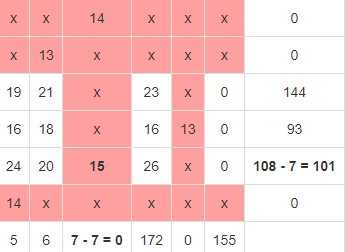 x x 14 x x x 0
x 13 x x x x 0
19 21 x 23 x 0 144
16 18 x 16 13 0 93
24 20 15 26 x 0 108 - 7 = 101
14 x x x x x 0
5 6 7 - 7 = 0 172 0 155